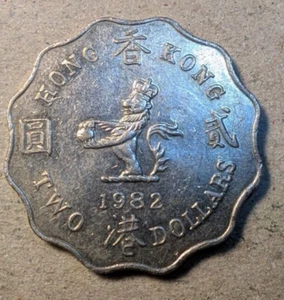 HONG KONG
香港
貳圓
1982
TWO DOLLARS